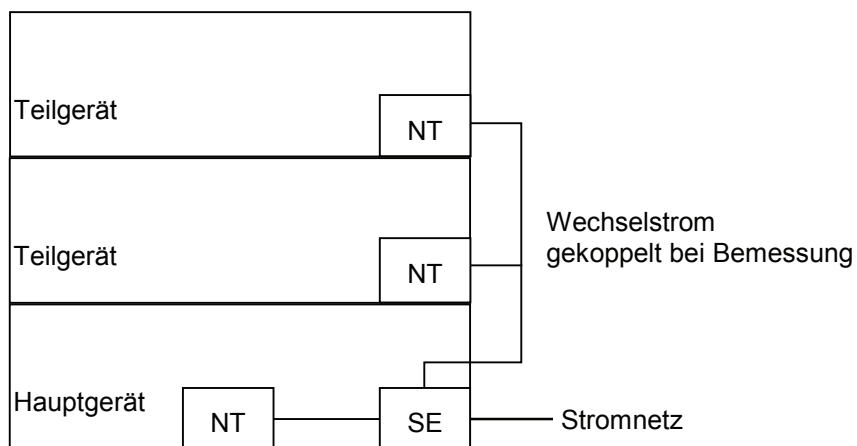 Teilgerät
NT
Teilgerät
NT
Wechselstrom
gekoppelt bei Bemessung
Hauptgerät
NT
SE
Stromnetz